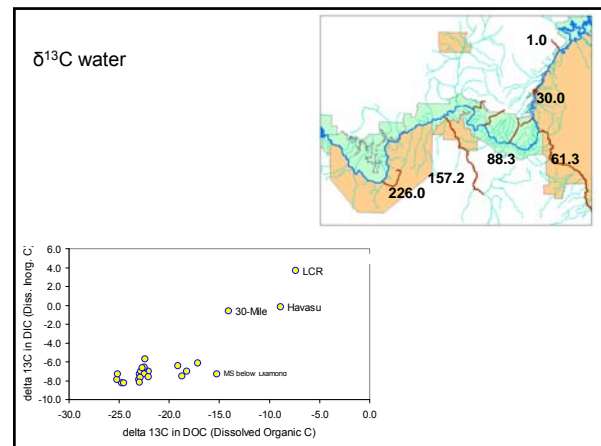 δ¹³C water
1.0
30.0
88.3
61.3
157.2
226.0
delta 13C in DIC (Diss. Inorg. C)
6.0
4.0
2.0
0.0
-2.0
-4.0
-6.0
-8.0
-10.0
LCR
30-Mile
Havasu
MS below Diamond
-30.0 -25.0 -20.0 -15.0 -10.0 -5.0 0.0
delta 13C in DOC (Dissolved Organic C)